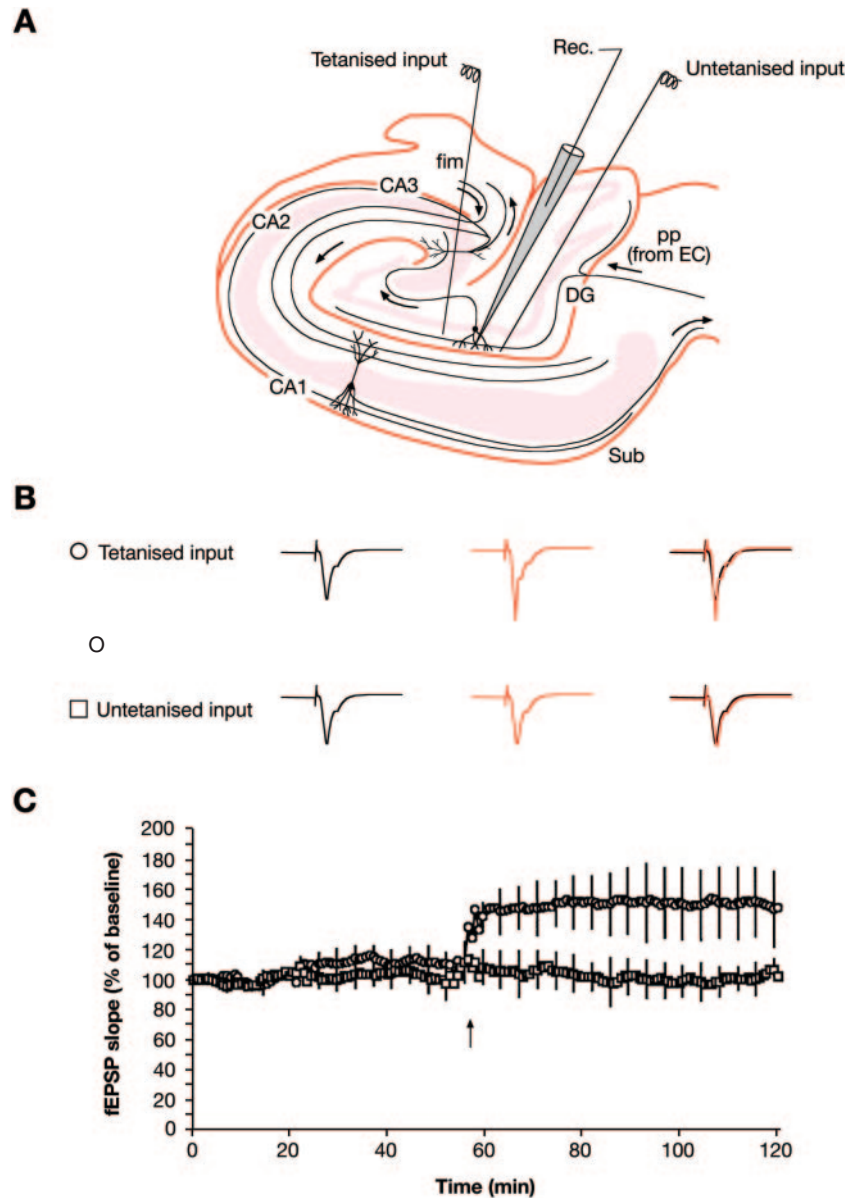 A
Rec.
Tetanised input
Untetanised input
fim
CA3
CA2
pp
(from EC)
DG
CA1
Sub
B
Tetanised input
O
Untetanised input
C
200
180
160
140
120
100
80
60
40
20
0
fEPSP slope (% of baseline)
0 20 40 60 80 100 120
Time (min)